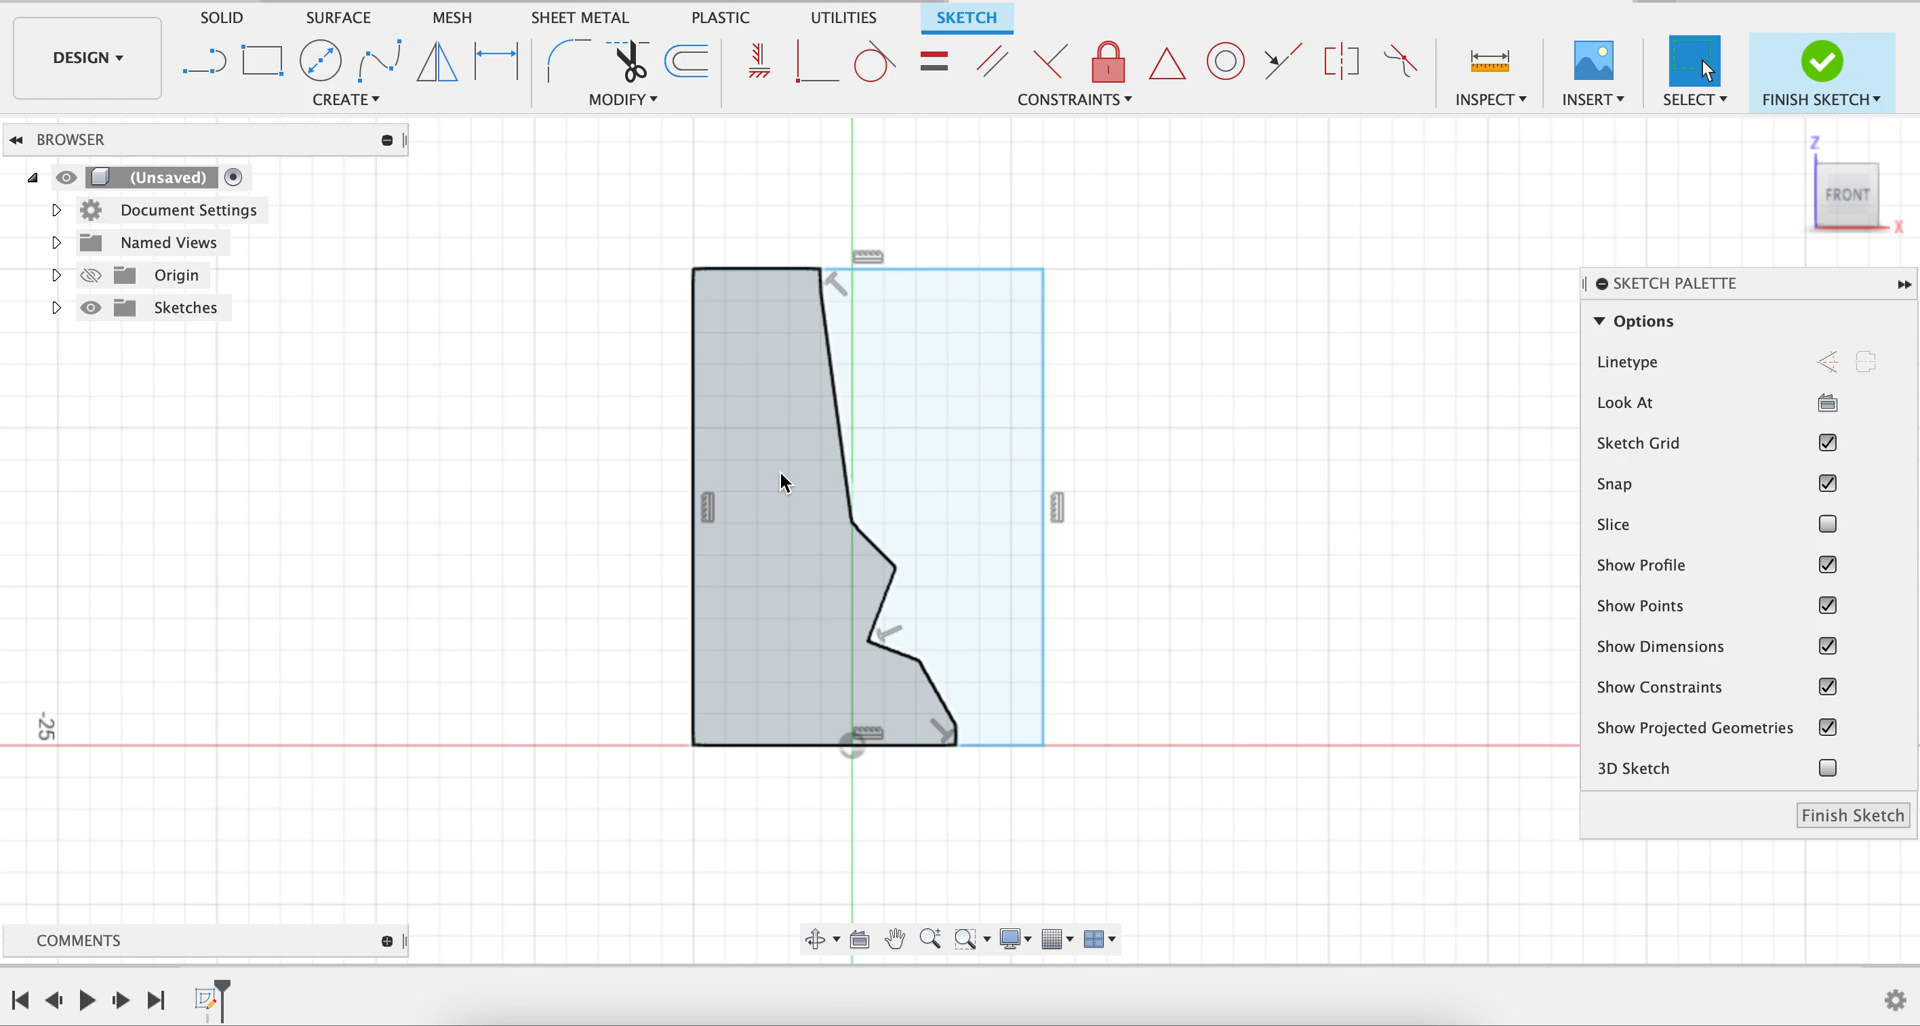 SOLID SURFACE MESH SHEET METAL PLASTIC UTILITIES SKETCH
DESIGN
CREATE MODIFY CONSTRAINTS INSPECT INSERT SELECT FINISH SKETCH
BROWSER
(Unsaved)
Document Settings
Named Views
Origin
Sketches
Z
FRONT
X
SKETCH PALETTE
Options
Linetype
Look At
Sketch Grid
Snap
Slice
Show Profile
Show Points
Show Dimensions
Show Constraints
Show Projected Geometries
3D Sketch
Finish Sketch
-25
COMMENTS